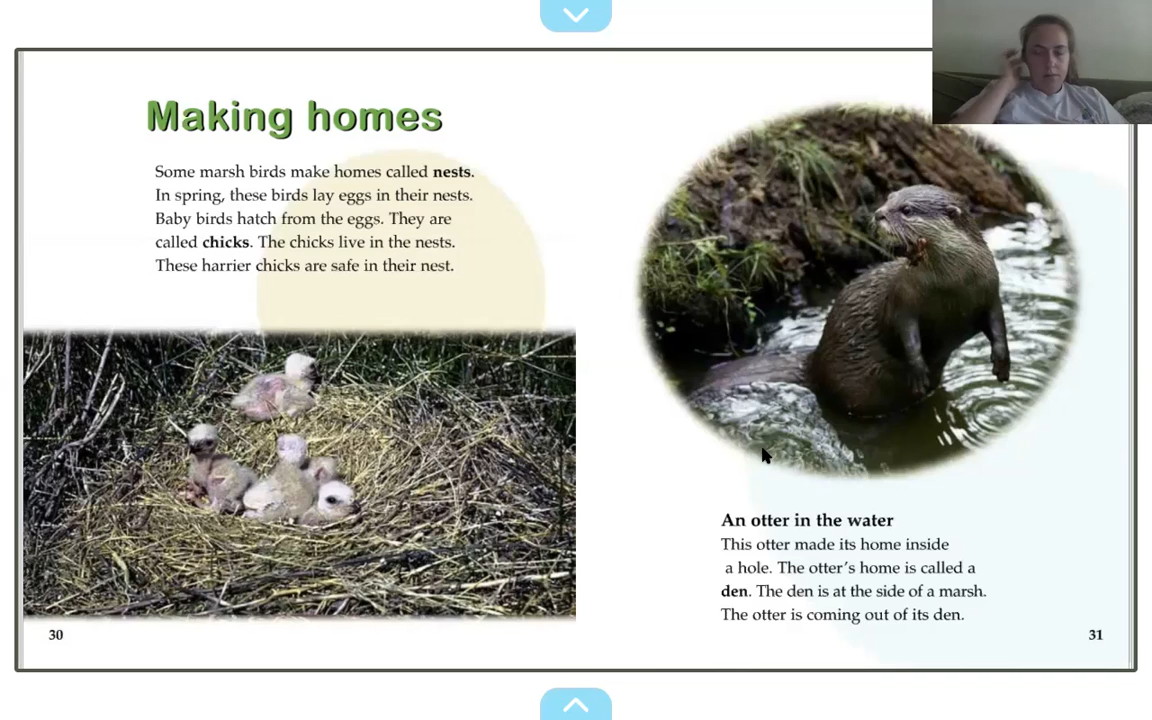 Making homes
Some marsh birds make homes called nests.
In spring, these birds lay eggs in their nests.
Baby birds hatch from the eggs. They are
called chicks. The chicks live in the nests.
These harrier chicks are safe in their nest.
30
An otter in the water
This otter made its home inside
a hole. The otter's home is called a
den. The den is at the side of a marsh.
The otter is coming out of its den.
31